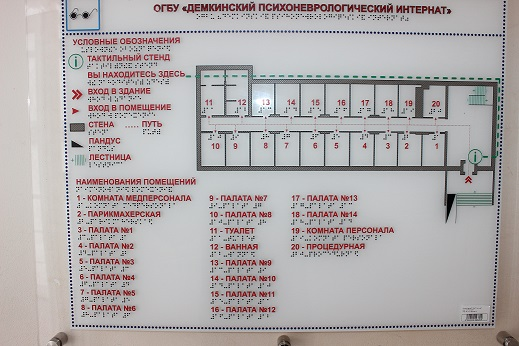 ОГБУ «ДЕМКИНСКИЙ ПСИХОНЕВРОЛОГИЧЕСКИЙ ИНТЕРНАТ»
УСЛОВНЫЕ ОБОЗНАЧЕНИЯ
ТАКТИЛЬНЫЙ СТЕНД
ВЫ НАХОДИТЕСЬ ЗДЕСЬ
ВХОД В ЗДАНИЕ
ВХОД В ПОМЕЩЕНИЕ
СТЕНА ..... ПУТЬ
ПАНДУС
ЛЕСТНИЦА
11 12 13 14 15 16 17 18 19 20
10 9 8 7 6 5 4 3 2 1
НАИМЕНОВАНИЯ ПОМЕЩЕНИЙ
1 - КОМНАТА МЕДПЕРСОНАЛА
2 - ПАРИКМАХЕРСКАЯ
3 - ПАЛАТА №1
4 - ПАЛАТА №2
5 - ПАЛАТА №3
6 - ПАЛАТА №4
7 - ПАЛАТА №5
8 - ПАЛАТА №6
9 - ПАЛАТА №7
10 - ПАЛАТА №8
11 - ТУАЛЕТ
12 - ВАННАЯ
13 - ПАЛАТА №9
14 - ПАЛАТА №10
15 - ПАЛАТА №11
16 - ПАЛАТА №12
17 - ПАЛАТА №13
18 - ПАЛАТА №14
19 - КОМНАТА ПЕРСОНАЛА
20 - ПРОЦЕДУРНАЯ